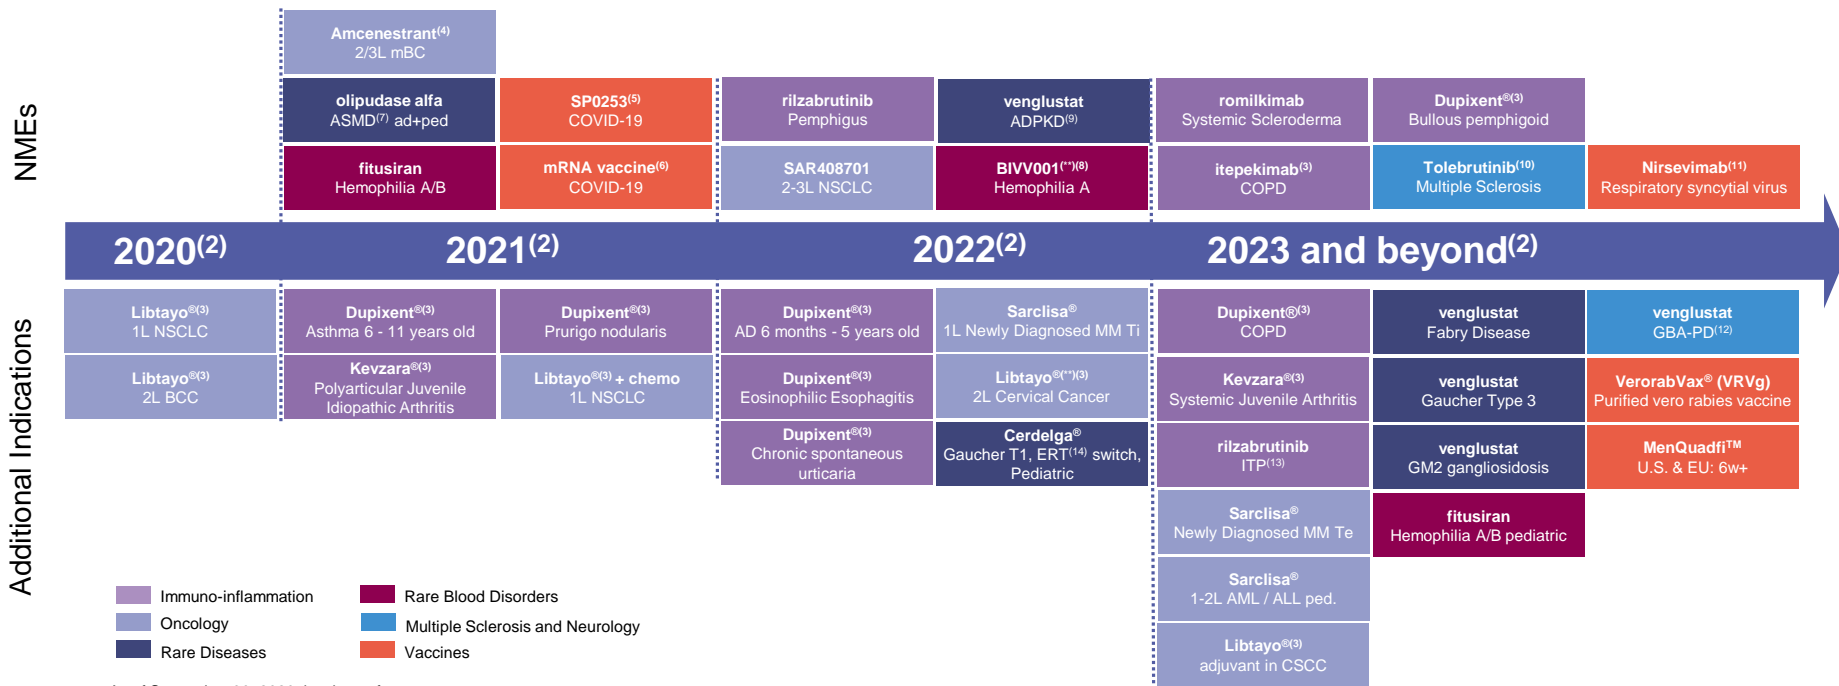 NMEs
Amcenestrant(4)
2/3L mBC
olipudase alfa
ASMD(7) ad+ped
SP0253(5)
COVID-19
rilzabrutinib
Pemphigus
venglustat
ADPKD(9)
romilkimab
Systemic Scleroderma
Dupixent®(3)
Bullous pemphigoid
fitusiran
Hemophilia A/B
mRNA vaccine(6)
COVID-19
SAR408701
2-3L NSCLC
BIVV001(**)(8)
Hemophilia A
itepekimab(3)
COPD
Tolebrutinib(10)
Multiple Sclerosis
Nirsevimab(11)
Respiratory syncytial virus
2020(2)
2021(2)
2022(2)
2023 and beyond(2)
Additional Indications
Libtayo®(3)
1L NSCLC
Dupixent®(3)
Asthma 6 - 11 years old
Dupixent®(3)
Prurigo nodularis
Dupixent®(3)
AD 6 months - 5 years old
Sarclisa®
1L Newly Diagnosed MM Ti
Dupixent®(3)
COPD
venglustat
Fabry Disease
venglustat
GBA-PD(12)
Libtayo®(3)
2L BCC
Kevzara®(3)
Polyarticular Juvenile
Idiopathic Arthritis
Libtayo®(3) + chemo
1L NSCLC
Dupixent®(3)
Eosinophilic Esophagitis
Libtayo®(**)(3)
2L Cervical Cancer
Kevzara®(3)
Systemic Juvenile Arthritis
venglustat
Gaucher Type 3
VerorabVax® (VRVg)
Purified vero rabies vaccine
Dupixent®(3)
Chronic spontaneous
urticaria
Cerdelga®
Gaucher T1, ERT(14) switch,
Pediatric
rilzabrutinib
ITP(13)
venglustat
GM2 gangliosidosis
MenQuadfi™
U.S. & EU: 6w+
Sarclisa®
Newly Diagnosed MM Te
fitusiran
Hemophilia A/B pediatric
Sarclisa®
1-2L AML / ALL ped.
Libtayo®(3)
adjuvant in CSCC
Immuno-inflammation
Oncology
Rare Diseases
Rare Blood Disorders
Multiple Sclerosis and Neurology
Vaccines